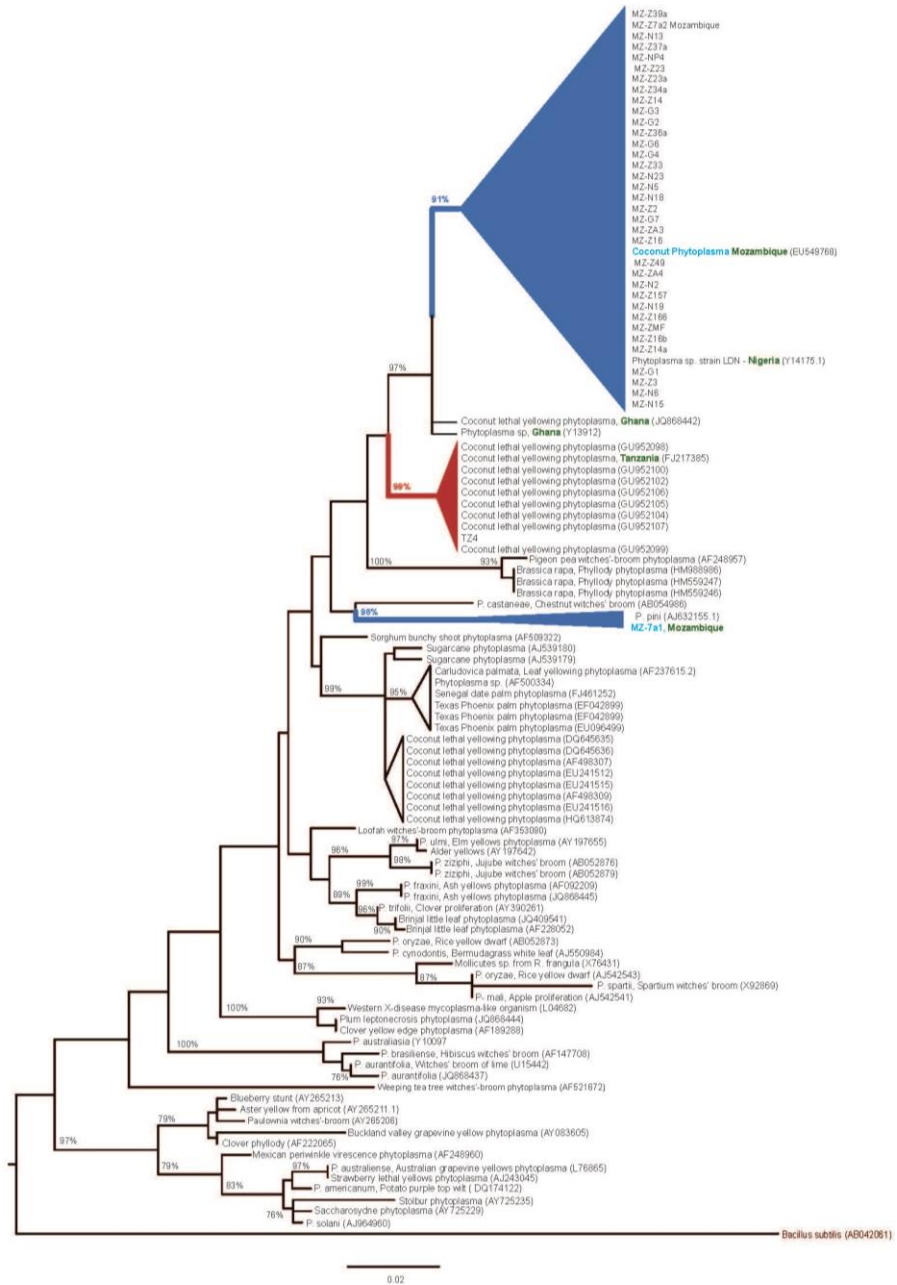 MZ-Z39a
MZ-Z7a2 Mozambique
MZ-N13
MZ-Z37a
MZ-NP4
MZ-Z23
MZ-Z23a
MZ-Z34a
MZ-Z14
MZ-G3
MZ-G2
MZ-Z36a
MZ-G6
MZ-G4
MZ-Z33
MZ-N23
MZ-N5
MZ-N18
91%
MZ-Z2
MZ-G7
MZ-ZA3
MZ-Z16
Coconut Phytoplasma Mozambique (EU549768)
MZ-Z49
MZ-ZA4
MZ-N2
MZ-Z157
MZ-N19
MZ-Z166
MZ-ZMF
MZ-Z16b
MZ-Z14a
Phytoplasma sp. strain LDN - Nigeria (Y14175.1)
MZ-G1
97%
MZ-Z3
MZ-N6
MZ-N15
Coconut lethal yellowing phytoplasma, Ghana (JQ868442)
Phytoplasma sp, Ghana (Y13912)
Coconut lethal yellowing phytoplasma (GU952098)
Coconut lethal yellowing phytoplasma, Tanzania (FJ217385)
Coconut lethal yellowing phytoplasma (GU952100)
Coconut lethal yellowing phytoplasma (GU952102)
99%
Coconut lethal yellowing phytoplasma (GU952106)
Coconut lethal yellowing phytoplasma (GU952105)
Coconut lethal yellowing phytoplasma (GU952104)
Coconut lethal yellowing phytoplasma (GU952107)
TZ4
Coconut lethal yellowing phytoplasma (GU952099)
100%
93%
Pigeon pea witches'-broom phytoplasma (AF248957)
Brassica rapa, Phyllody phytoplasma (HM988986)
Brassica rapa, Phyllody phytoplasma (HM559247)
Brassica rapa, Phyllody phytoplasma (HM559246)
P. castaneae, Chestnut witches' broom (AB054986)
96%
P. pini (AJ632155.1)
MZ-7a1, Mozambique
Sorghum bunchy shoot phytoplasma (AF509322)
Sugarcane phytoplasma (AJ539180)
Sugarcane phytoplasma (AJ539179)
Carludovica palmata, Leaf yellowing phytoplasma (AF237615.2)
Phytoplasma sp. (AF500334)
99%
95%
Senegal date palm phytoplasma (FJ461252)
Texas Phoenix palm phytoplasma (EF042899)
Texas Phoenix palm phytoplasma (EF042899)
Texas Phoenix palm phytoplasma (EU096499)
Coconut lethal yellowing phytoplasma (DQ645635)
Coconut lethal yellowing phytoplasma (DQ645636)
Coconut lethal yellowing phytoplasma (AF498307)
Coconut lethal yellowing phytoplasma (EU241512)
Coconut lethal yellowing phytoplasma (EU241515)
Coconut lethal yellowing phytoplasma (AF498309)
Coconut lethal yellowing phytoplasma (EU241516)
Coconut lethal yellowing phytoplasma (HQ613874)
Loofah witches'-broom phytoplasma (AF353090)
97%
P. ulmi, Elm yellows phytoplasma (AY197655)
96%
Alder yellows (AY197642)
98%
P. ziziphi, Jujube witches' broom (AB052876)
P. ziziphi, Jujube witches' broom (AB052879)
99%
P. fraxini, Ash yellows phytoplasma (AF092209)
89%
P. fraxini, Ash yellows phytoplasma (JQ868445)
96%
P. trifolii, Clover proliferation (AY390261)
Brinjal little leaf phytoplasma (JQ409541)
90%
Brinjal little leaf phytoplasma (AF228052)
90%
P. oryzae, Rice yellow dwarf (AB052873)
P. cynodontis, Bermudagrass white leaf (AJ550984)
87%
Mollicutes sp. from R. frangula (X76431)
87%
P. oryzae, Rice yellow dwarf (AJ542543)
P. spartii, Spartium witches' broom (X92869)
P- mali, Apple proliferation (AJ542541)
100%
93%
Western X-disease mycoplasma-like organism (L04682)
Plum leptonecrosis phytoplasma (JQ868444)
Clover yellow edge phytoplasma (AF189288)
100%
P. australiasia (Y10097
P. brasiliense, Hibiscus witches' broom (AF147708)
P. aurantifolia, Witches' broom of lime (U15442)
76%
P. aurantifolia (JQ868437)
Weeping tea tree witches'-broom phytoplasma (AF521672)
Blueberry stunt (AY265213)
Aster yellow from apricot (AY265211.1)
79%
Paulownia witches'-broom (AY265206)
Buckland valley grapevine yellow phytoplasma (AY083605)
97%
Clover phyllody (AF222065)
Mexican periwinkle virescence phytoplasma (AF248960)
79%
97%
P. australiense, Australian grapevine yellows phytoplasma (L76865)
Strawberry lethal yellows phytoplasma (AJ243045)
83%
P. americanum, Potato purple top wilt ( DQ174122)
Stolbur phytoplasma (AY725235)
76%
Saccharosydne phytoplasma (AY725229)
P. solani (AJ964960)
Bacillus subtilis (AB042061)
0.02